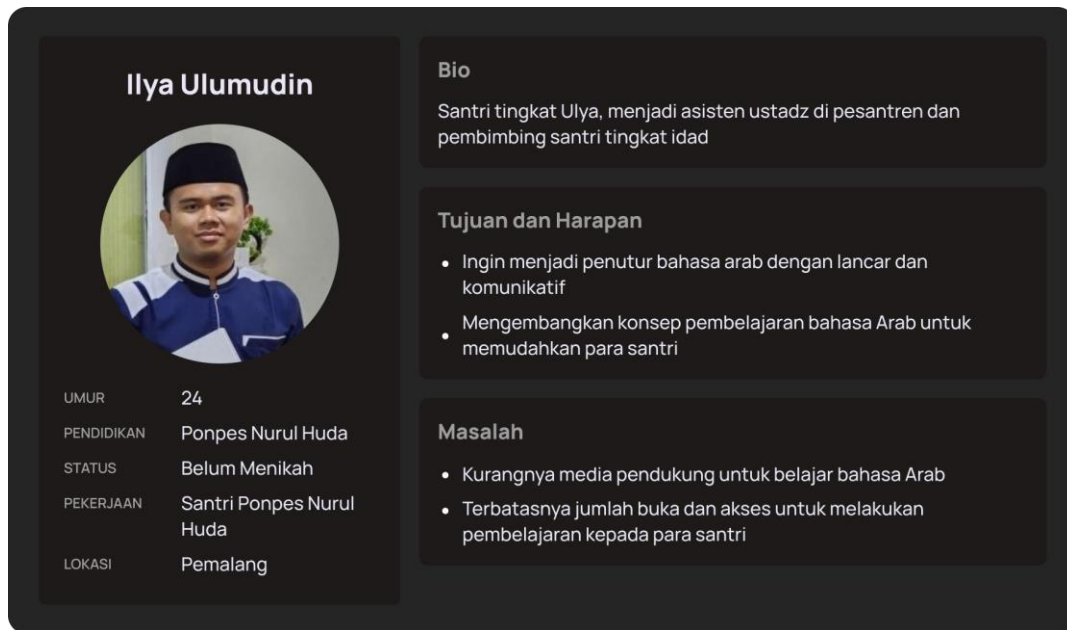 Ilya Ulumudin
UMUR 24
PENDIDIKAN Ponpes Nurul Huda
STATUS Belum Menikah
PEKERJAAN Santri Ponpes Nurul
Huda
LOKASI Pemalang
Bio
Santri tingkat Ulya, menjadi asisten ustadz di pesantren dan
pembimbing santri tingkat idad
Tujuan dan Harapan
• Ingin menjadi penutur bahasa arab dengan lancar dan
komunikatif
• Mengembangkan konsep pembelajaran bahasa Arab untuk
memudahkan para santri
Masalah
• Kurangnya media pendukung untuk belajar bahasa Arab
• Terbatasnya jumlah buka dan akses untuk melakukan
pembelajaran kepada para santri